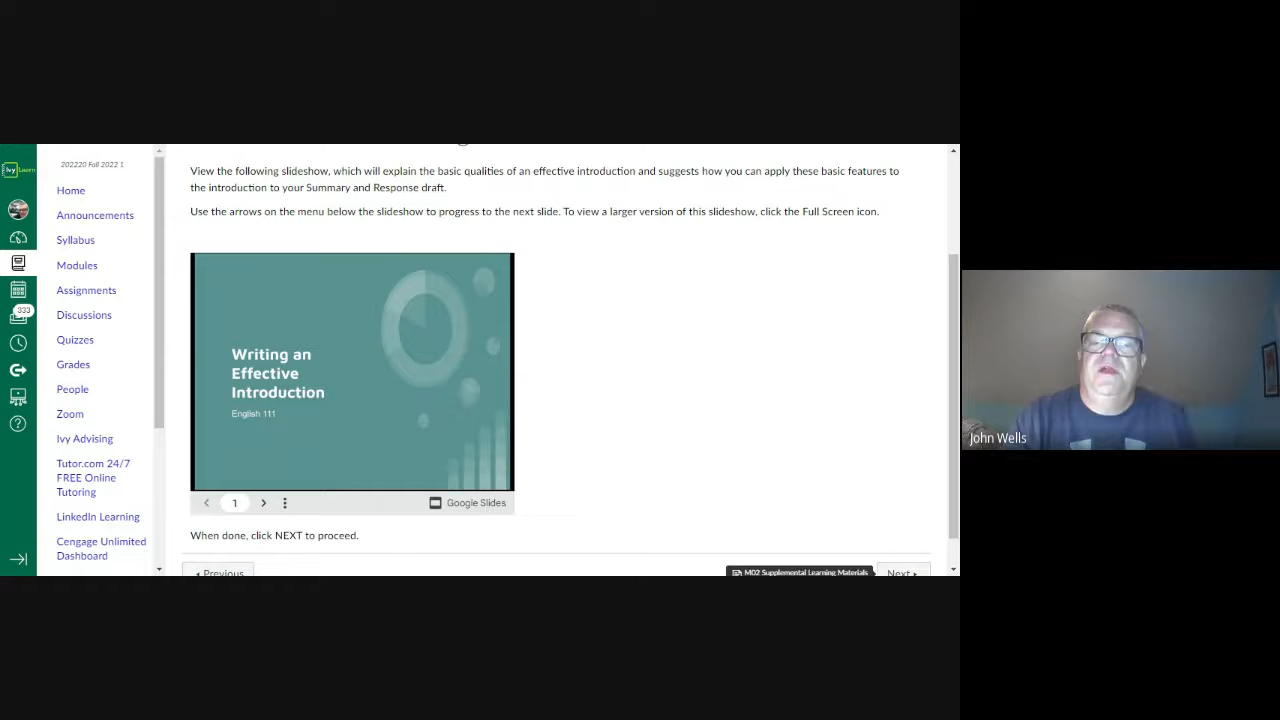 View the following slideshow, which will explain the basic qualities of an effective introduction and suggests how you can apply these basic features to
the introduction to your Summary and Response draft.
Use the arrows on the menu below the slideshow to progress to the next slide. To view a larger version of this slideshow, click the Full Screen icon.
Ivy Learn
202220 Fall 2022 1
Home
Announcements
Syllabus
Modules
Assignments
Discussions
333
Quizzes
Grades
People
Zoom
Ivy Advising
Tutor.com 24/7
FREE Online
Tutoring
LinkedIn Learning
Cengage Unlimited
Dashboard
Writing an
Effective
Introduction
English 111
1
Google Slides
When done, click NEXT to proceed.
Previous
M02 Supplemental Learning Materials
Next
John Wells